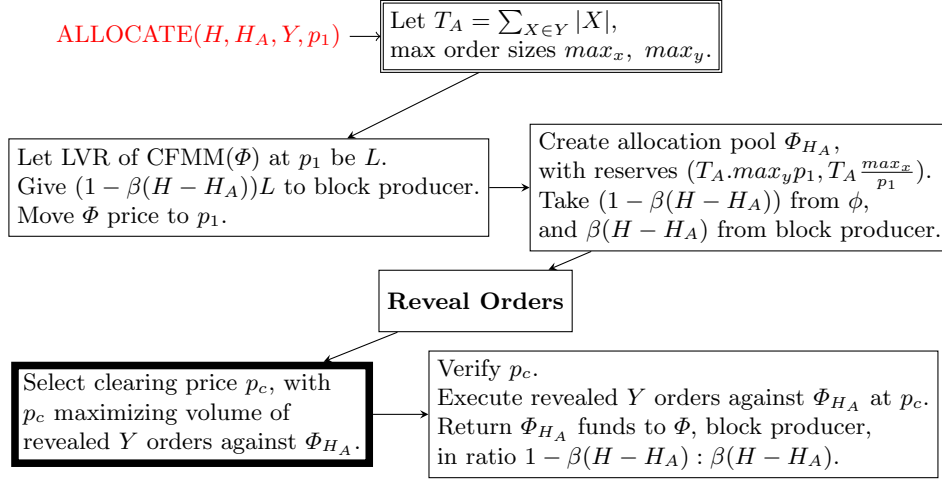 ALLOCATE(H, H_A, Y, p_1)
Let T_A = ∑_{X∈Y} |X|,
max order sizes max_x, max_y.
Let LVR of CFMM(Φ) at p_1 be L.
Give (1 − β(H − H_A))L to block producer.
Move Φ price to p_1.
Create allocation pool Φ_{H_A},
with reserves (T_A.max_y p_1, T_A \frac{max_x}{p_1}).
Take (1 − β(H − H_A)) from ϕ,
and β(H − H_A) from block producer.
Reveal Orders
Select clearing price p_c, with
p_c maximizing volume of
revealed Y orders against Φ_{H_A}.
Verify p_c.
Execute revealed Y orders against Φ_{H_A} at p_c.
Return Φ_{H_A} funds to Φ, block producer,
in ratio 1 − β(H − H_A) : β(H − H_A).